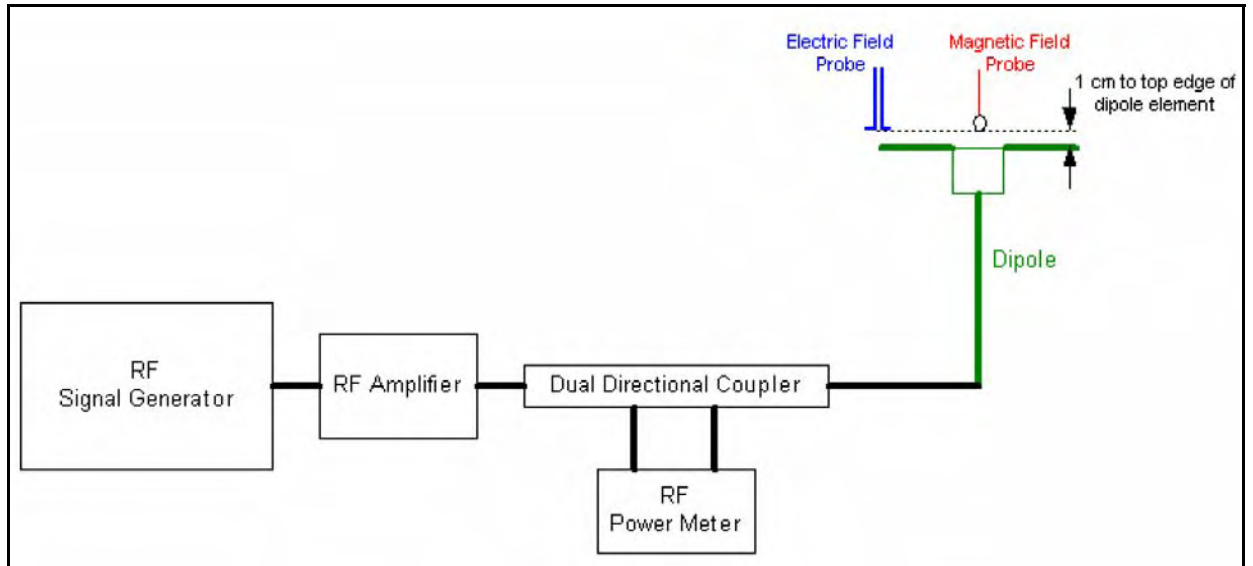 Electric Field
Probe
Magnetic Field
Probe
1 cm to top edge of
dipole element
Dipole
RF
Signal Generator
RF Amplifier
Dual Directional Coupler
RF
Power Meter